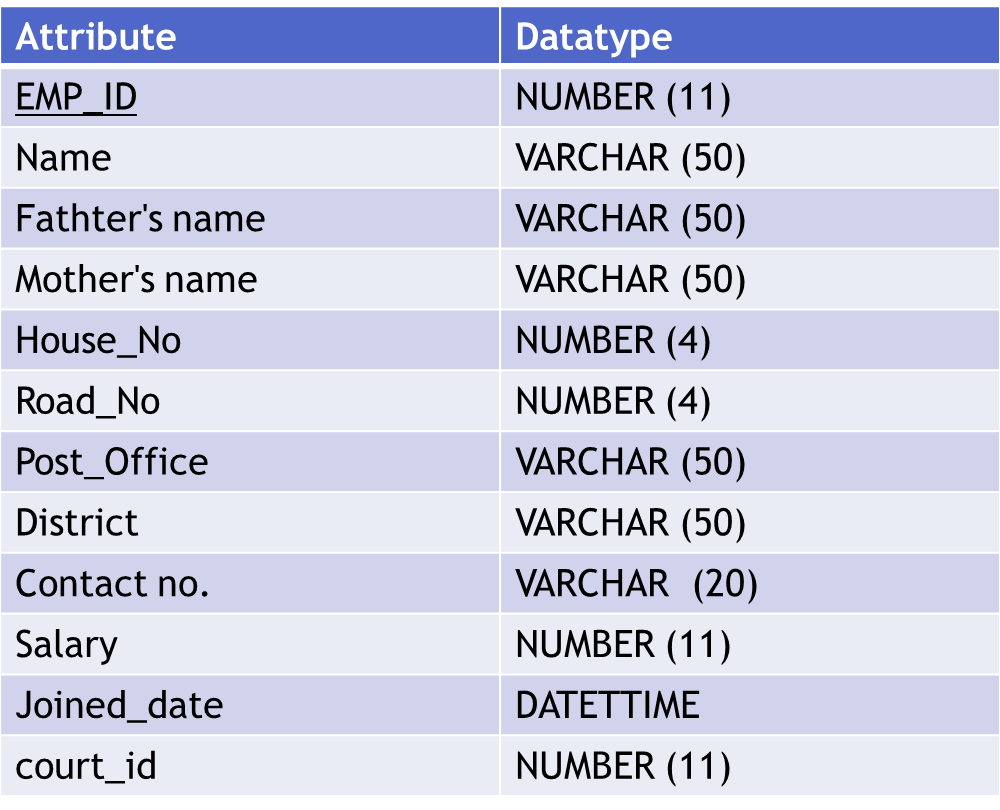 Attribute Datatype
EMP_ID NUMBER (11)
Name VARCHAR (50)
Fathter's name VARCHAR (50)
Mother's name VARCHAR (50)
House_No NUMBER (4)
Road_No NUMBER (4)
Post_Office VARCHAR (50)
District VARCHAR (50)
Contact no. VARCHAR  (20)
Salary NUMBER (11)
Joined_date DATETTIME
court_id NUMBER (11)